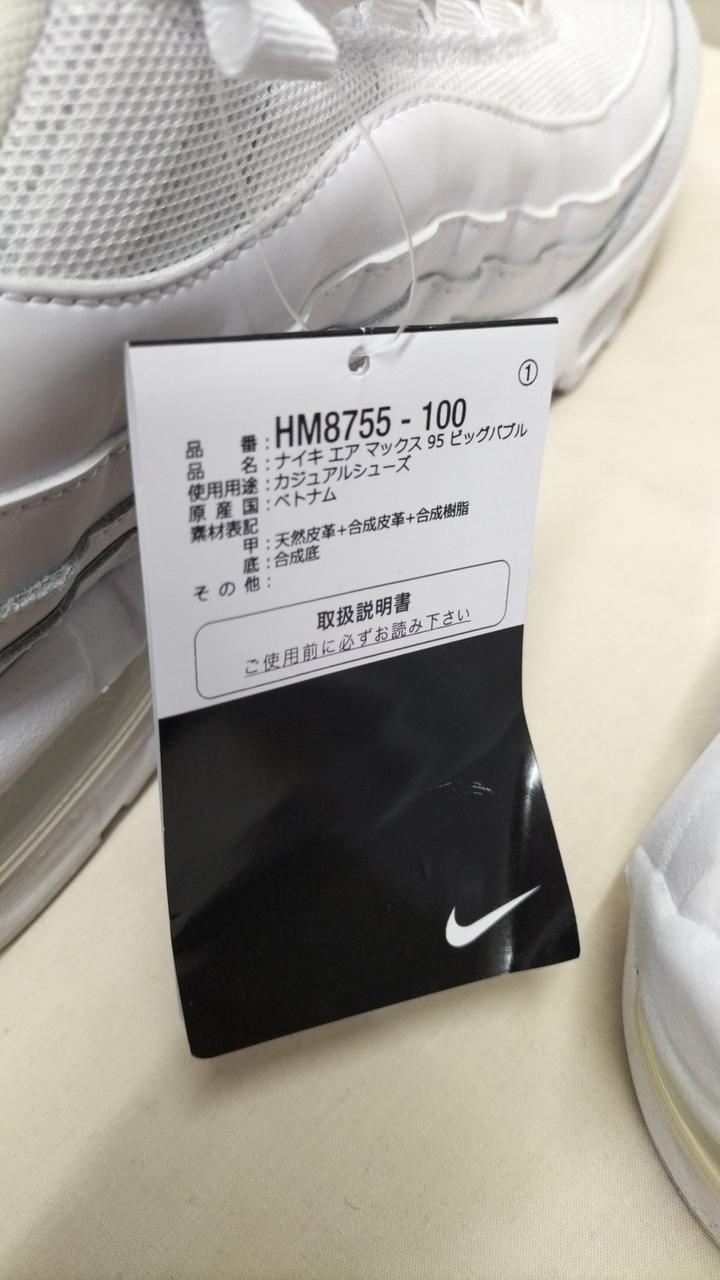 ①
品番：HM8755 - 100
品名：ナイキ エア マックス 95 ビッグバブル
使用用途：カジュアルシューズ
原産国：ベトナム
素材表記
甲：天然皮革+合成皮革+合成樹脂
底：合成底
その他：
取扱説明書
ご使用前に必ずお読み下さい